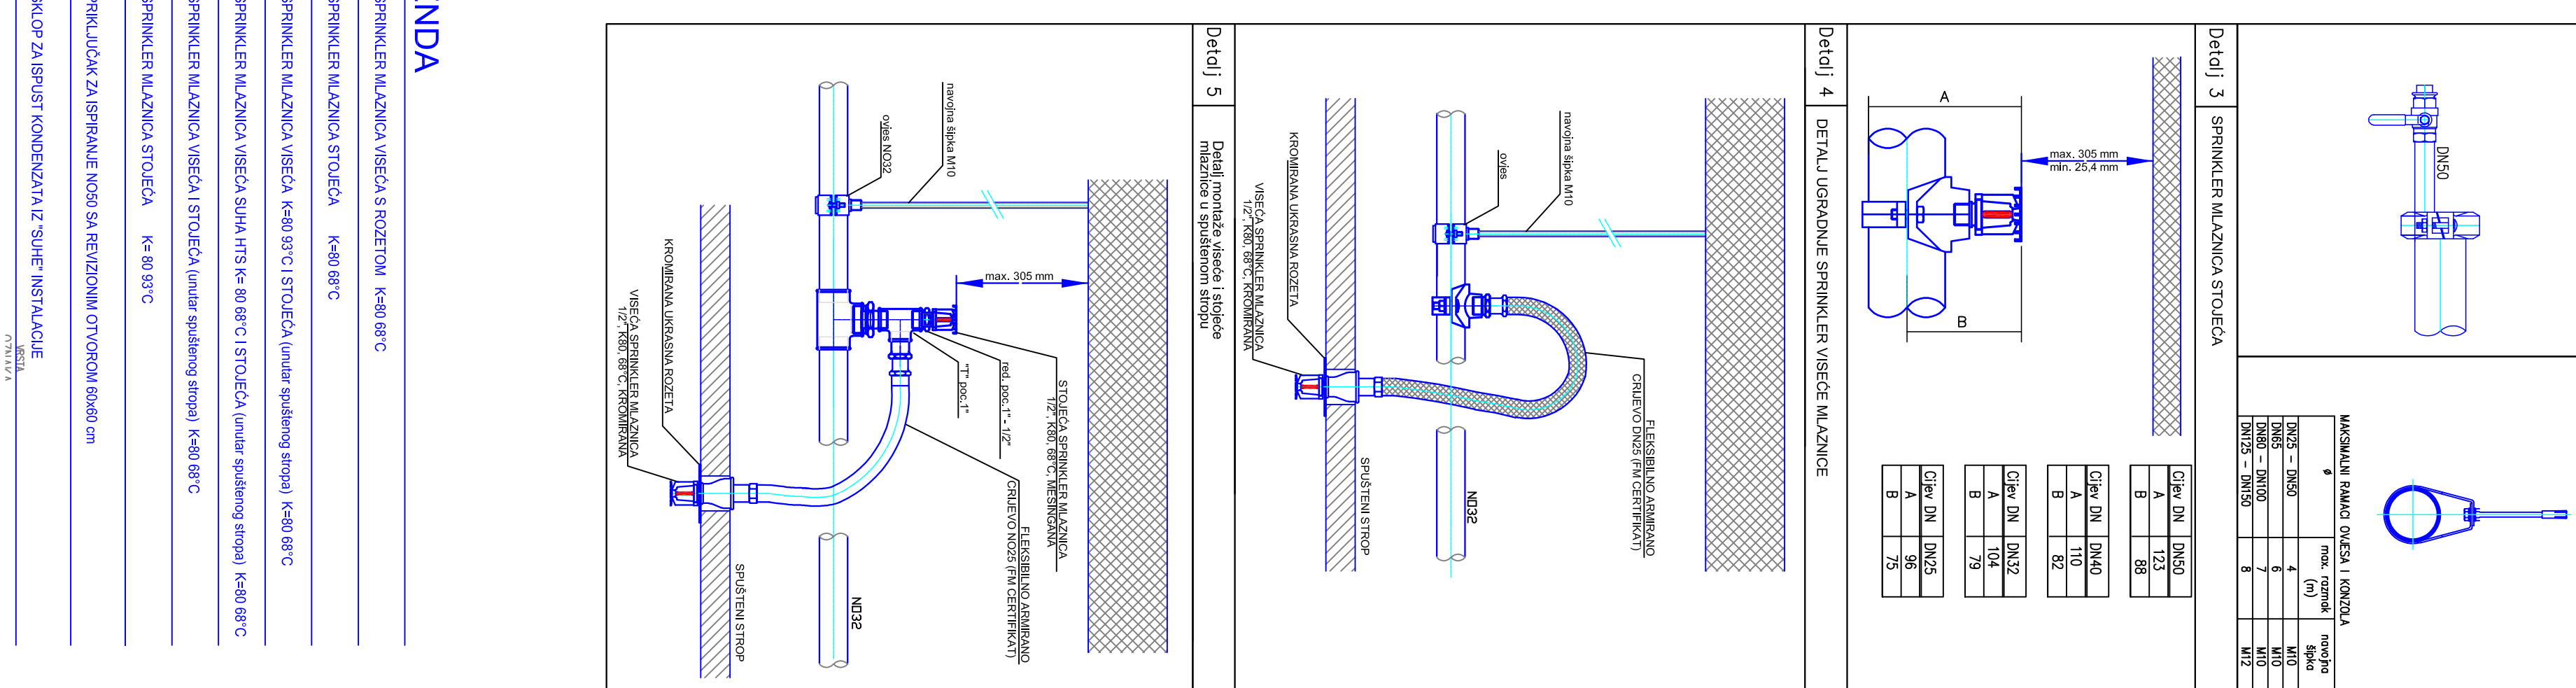 DN50
MAKSIMALNI RAMACI OVJESA I KONZOLA
ø max. razmak (m) navojna šipka
DN25 - DN50 4 M10
DN65 6 M10
DN80 - DN100 7 M10
DN125 - DN150 8 M12
Detalj 3 SPRINKLER MLAZNICA STOJEĆA
A
max. 305 mm
min. 25,4 mm
B
Cijev DN DN50
A 123
B 88
Cijev DN DN40
A 110
B 82
Cijev DN DN32
A 104
B 79
Cijev DN DN25
A 96
B 75
Detalj 4 DETALJ UGRADNJE SPRINKLER VISEĆE MLAZNICE
navojna šipka M10
ovjes
FLEKSIBILNO ARMIRANO
CRIJEVO DN25 (FM CERTIFIKAT)
NO32
KROMIRANA UKRASNA ROZETA
SPUŠTENI STROP
VISEĆA SPRINKLER MLAZNICA
1/2", K80, 68°C, KROMIRANA
Detalj 5 Detalj montaže viseće i stojeće
mlaznice u spuštenom stropu
max. 305 mm
navojna šipka M10
ovjes NO32
STOJEĆA SPRINKLER MLAZNICA
1/2", K80, 68°C, MESINGANA
red. poc.1" - 1/2"
"T" poc.1"
FLEKSIBILNO ARMIRANO
CRIJEVO NO25 (FM CERTIFIKAT)
NO32
SPUŠTENI STROP
KROMIRANA UKRASNA ROZETA
VISEĆA SPRINKLER MLAZNICA
1/2", K80, 68°C, KROMIRANA
ENDA
SPRINKLER MLAZNICA VISEĆA S ROZETOM K=80 68°C
SPRINKLER MLAZNICA STOJEĆA K=80 68°C
SPRINKLER MLAZNICA VISEĆA K=80 93°C I STOJEĆA (unutar spuštenog stropa) K=80 68°C
SPRINKLER MLAZNICA VISEĆA SUHA HTS K= 80 68°C I STOJEĆA (unutar spuštenog stropa) K=80 68°C
SPRINKLER MLAZNICA VISEĆA I STOJEĆA (unutar spuštenog stropa) K=80 68°C
SPRINKLER MLAZNICA STOJEĆA K= 80 93°C
PRIKLJUČAK ZA ISPIRANJE NO50 SA REVIZIONIM OTVOROM 60x60 cm
SKLOP ZA ISPUST KONDENZATA IZ "SUHE" INSTALACIJE
VRSTA